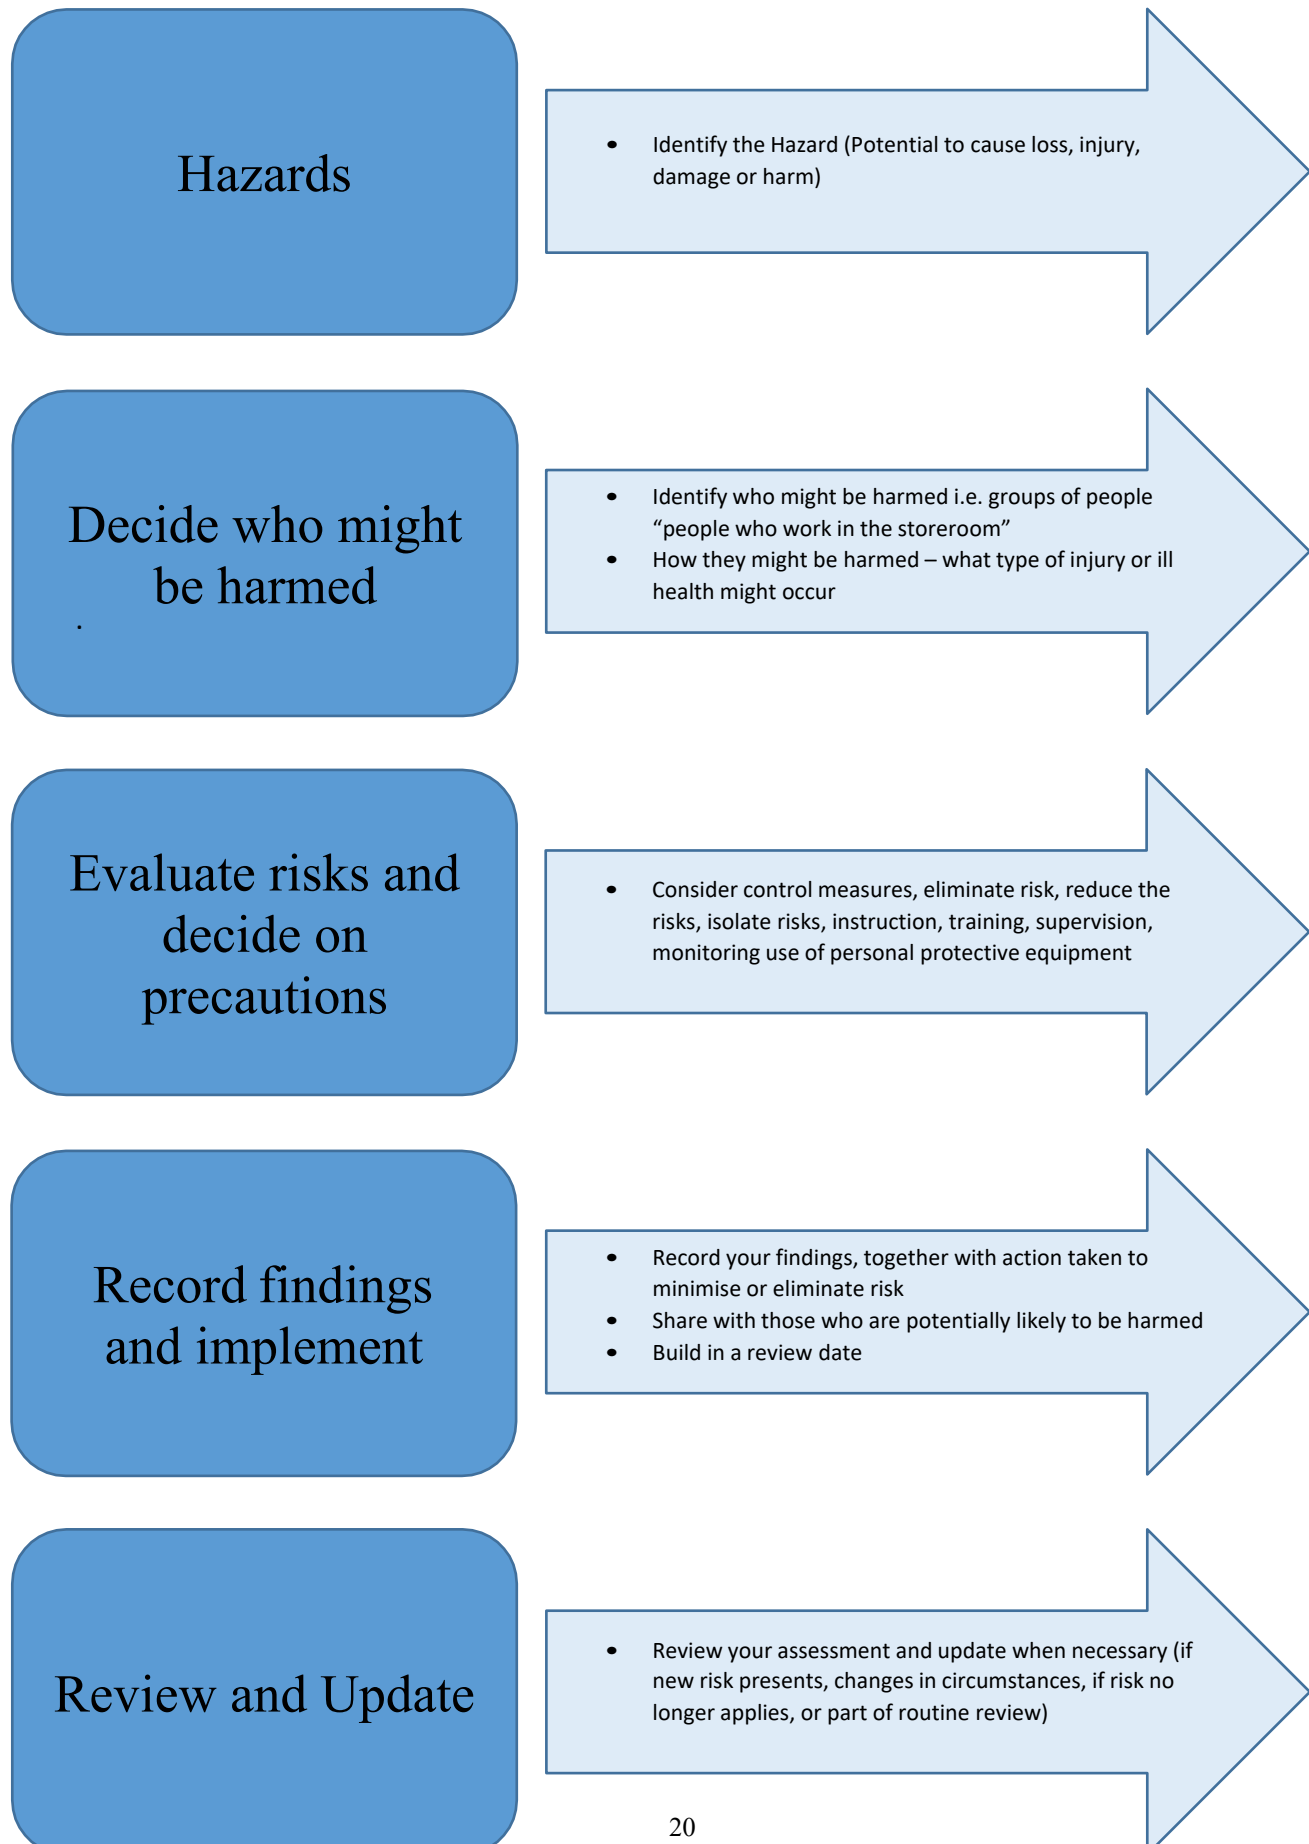 Hazards
• Identify the Hazard (Potential to cause loss, injury,
damage or harm)
Decide who might
be harmed
.
• Identify who might be harmed i.e. groups of people
“people who work in the storeroom”
• How they might be harmed – what type of injury or ill
health might occur
Evaluate risks and
decide on
precautions
• Consider control measures, eliminate risk, reduce the
risks, isolate risks, instruction, training, supervision,
monitoring use of personal protective equipment
Record findings
and implement
• Record your findings, together with action taken to
minimise or eliminate risk
• Share with those who are potentially likely to be harmed
• Build in a review date
Review and Update
• Review your assessment and update when necessary (if
new risk presents, changes in circumstances, if risk no
longer applies, or part of routine review)
20